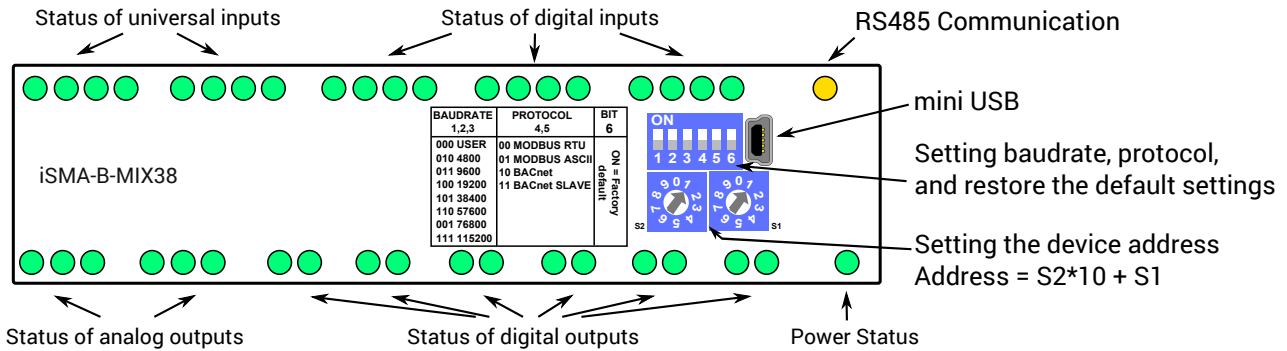 Status of universal inputs
Status of digital inputs
RS485 Communication
BAUDRATE PROTOCOL BIT
1,2,3 4,5 6
000 USER 00 MODBUS RTU
010 4800 01 MODBUS ASCII
011 9600 10 BACnet
100 19200 11 BACnet SLAVE
101 38400
110 57600
001 76800
111 115200
ON = Factory
default
ON
1 2 3 4 5 6
mini USB
Setting baudrate, protocol,
and restore the default settings
iSMA-B-MIX38
0 1 2 3 4 5 6 7 8 9
0 1 2 3 4 5 6 7 8 9
S2 S1
Setting the device address
Address = S2*10 + S1
Status of analog outputs
Status of digital outputs
Power Status